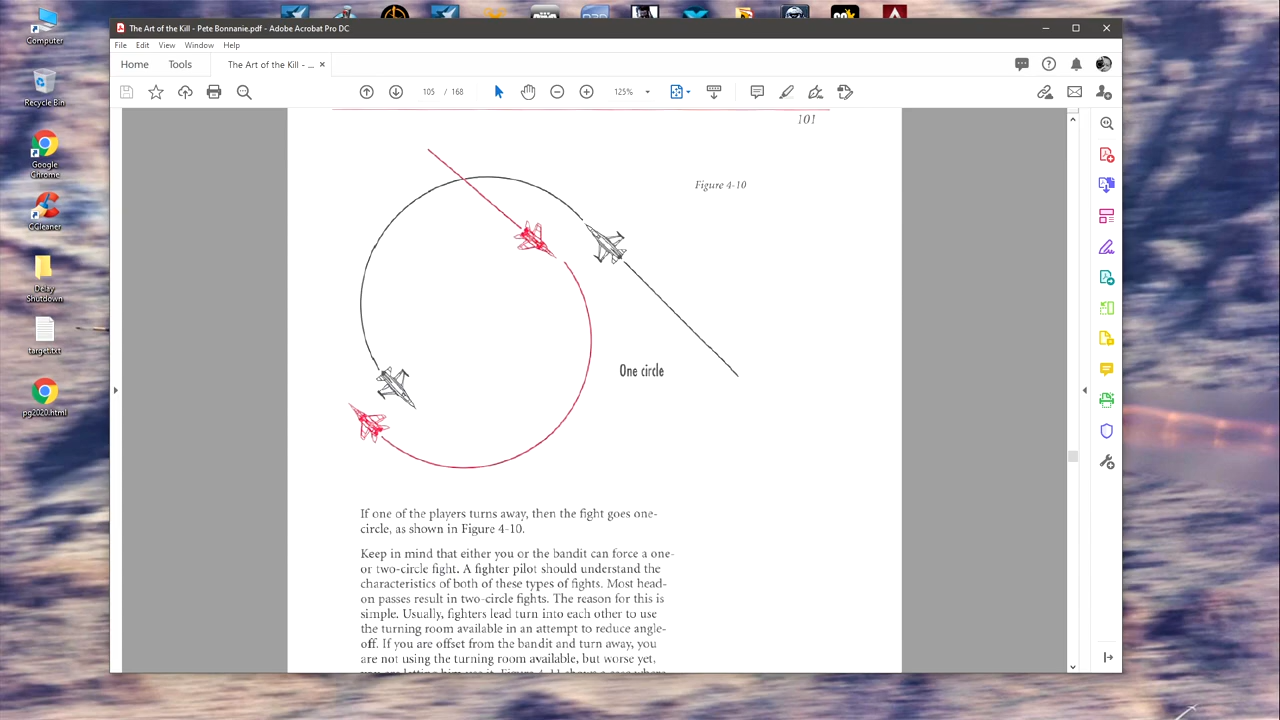 The Art of the Kill - Pete Bonnanie.pdf - Adobe Acrobat Pro DC
File Edit View Window Help
Home Tools The Art of the Kill - ... ×
105 / 168 125%
Computer
Recycle Bin
Google Chrome
CCleaner
Delay Shutdown
target.txt
pg2020.html
101
Figure 4-10
One circle
If one of the players turns away, then the fight goes one-
circle, as shown in Figure 4-10.
Keep in mind that either you or the bandit can force a one-
or two-circle fight. A fighter pilot should understand the
characteristics of both of these types of fights. Most head-
on passes result in two-circle fights. The reason for this is
simple. Usually, fighters lead turn into each other to use
the turning room available in an attempt to reduce angle-
off. If you are offset from the bandit and turn away, you
are not using the turning room available, but worse yet,